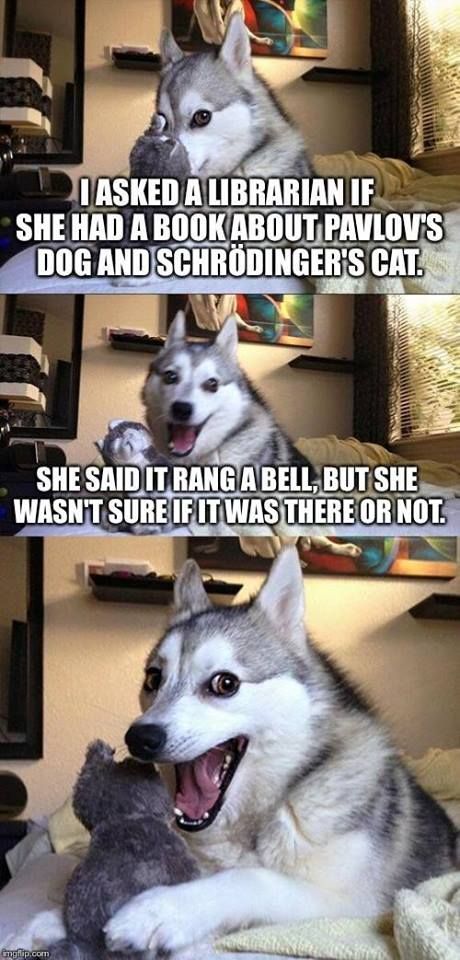 I ASKED A LIBRARIAN IF
SHE HAD A BOOK ABOUT PAVLOV'S
DOG AND SCHRÖDINGER'S CAT.
SHE SAID IT RANG A BELL, BUT SHE
WASN'T SURE IF IT WAS THERE OR NOT.
imgflip.com